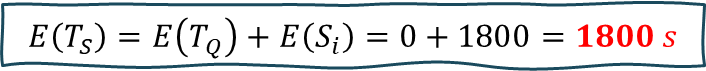 E(T_S) = E(T_Q) + E(S_i) = 0 + 1800 = 1800 s